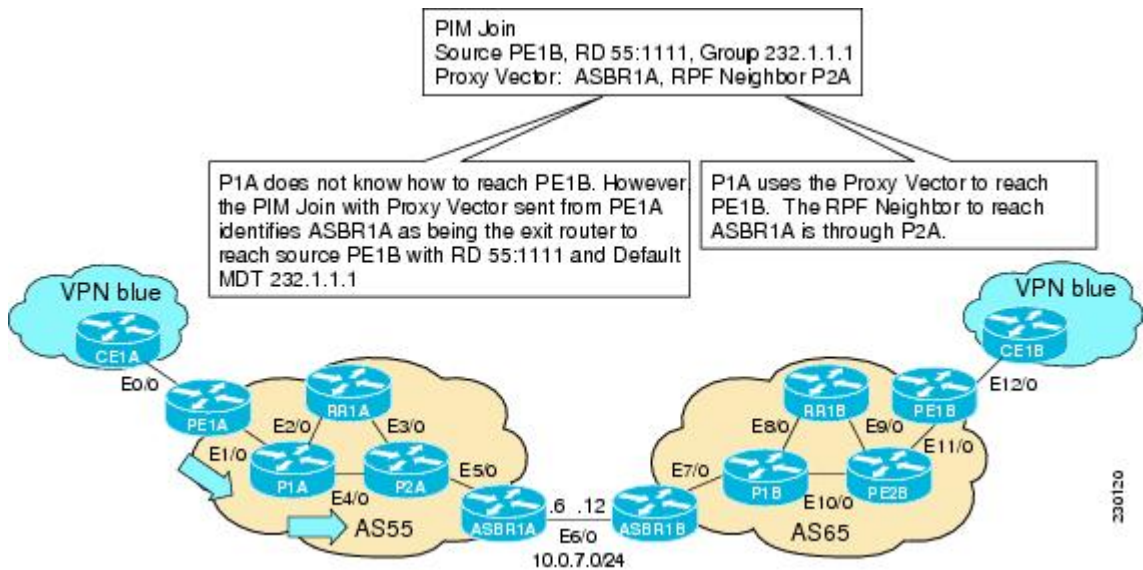 PIM Join
Source PE1B, RD 55:1111, Group 232.1.1.1
Proxy Vector: ASBR1A, RPF Neighbor P2A
P1A does not know how to reach PE1B. However,
the PIM Join with Proxy Vector sent from PE1A
identifies ASBR1A as being the exit router to
reach source PE1B with RD 55:1111 and Default
MDT 232.1.1.1
P1A uses the Proxy Vector to reach
PE1B. The RPF Neighbor to reach
ASBR1A is through P2A.
VPN blue
CE1A
E0/0
PE1A
E1/0
E2/0
RR1A
E3/0
P1A
E4/0
P2A
E5/0
AS55
ASBR1A
.6 .12
E6/0
10.0.7.0/24
ASBR1B
E7/0
P1B
E8/0
RR1B
E9/0
E10/0
PE2B
AS65
E11/0
PE1B
E12/0
VPN blue
CE1B
230120